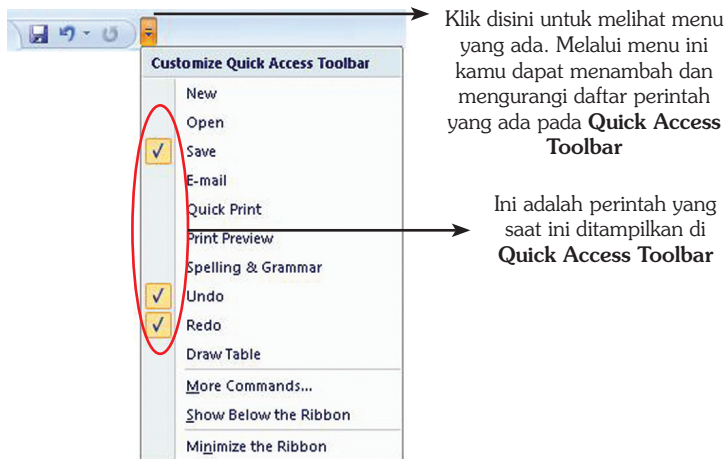 Klik disini untuk melihat menu
yang ada. Melalui menu ini
kamu dapat menambah dan
mengurangi daftar perintah
yang ada pada Quick Access
Toolbar
Customize Quick Access Toolbar
New
Open
Save
E-mail
Quick Print
Print Preview
Spelling & Grammar
Undo
Redo
Draw Table
More Commands...
Show Below the Ribbon
Minimize the Ribbon
Ini adalah perintah yang
saat ini ditampilkan di
Quick Access Toolbar